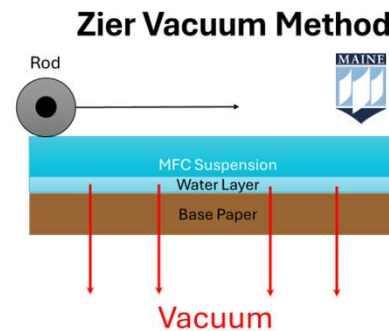 Zier Vacuum Method
Rod
MAINE
MFC Suspension
Water Layer
Base Paper
Vacuum